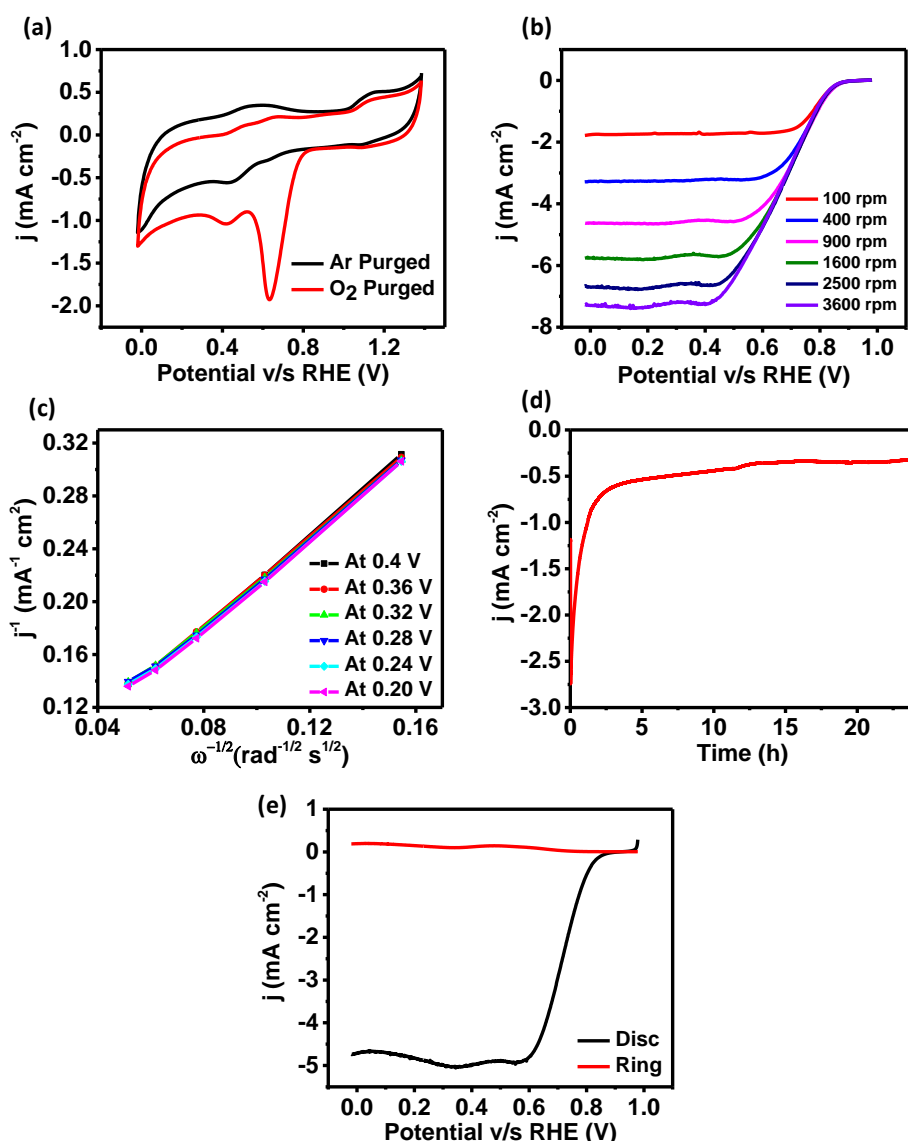 (a)
j (mA cm-2)
1.0
0.5
0.0
-0.5
-1.0
-1.5
-2.0
Ar Purged
O2 Purged
0.0 0.4 0.8 1.2
Potential v/s RHE (V)
(b)
j (mA cm-2)
0
-2
-4
-6
-8
100 rpm
400 rpm
900 rpm
1600 rpm
2500 rpm
3600 rpm
0.0 0.2 0.4 0.6 0.8 1.0
Potential v/s RHE (V)
(c)
j-1 (mA-1 cm2)
0.32
0.28
0.24
0.20
0.16
0.12
At 0.4 V
At 0.36 V
At 0.32 V
At 0.28 V
At 0.24 V
At 0.20 V
0.04 0.08 0.12 0.16
ω−1/2(rad-1/2 s1/2)
(d)
j (mA cm-2)
0.0
-0.5
-1.0
-1.5
-2.0
-2.5
-3.0
0 5 10 15 20
Time (h)
(e)
j (mA cm-2)
1
0
-1
-2
-3
-4
-5
Disc
Ring
0.0 0.2 0.4 0.6 0.8 1.0
Potential v/s RHE (V)